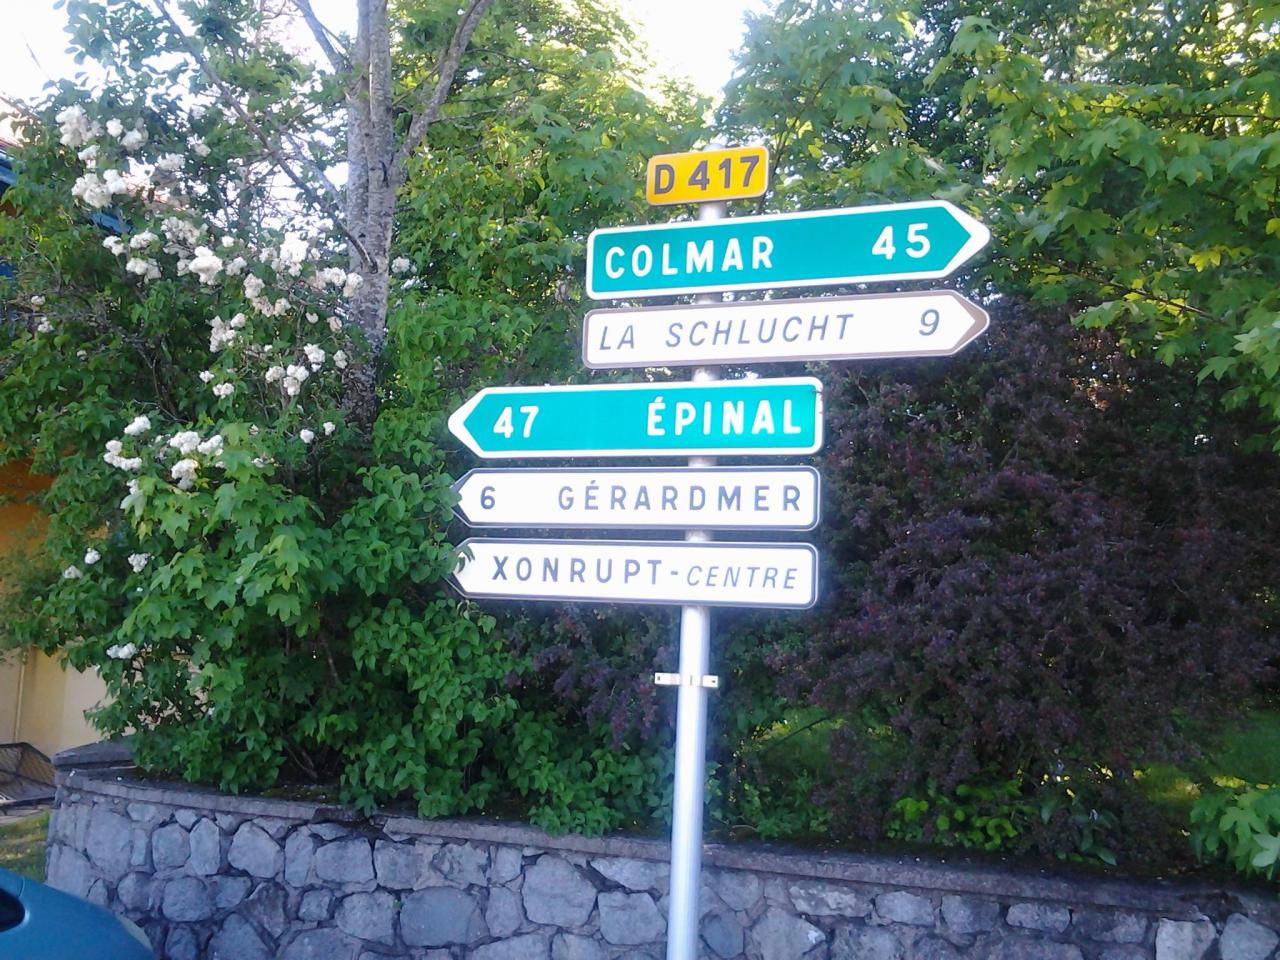 D 417
COLMAR 45
LA SCHLUCHT 9
47 ÉPINAL
6 GÉRARDMER
XONRUPT-CENTRE